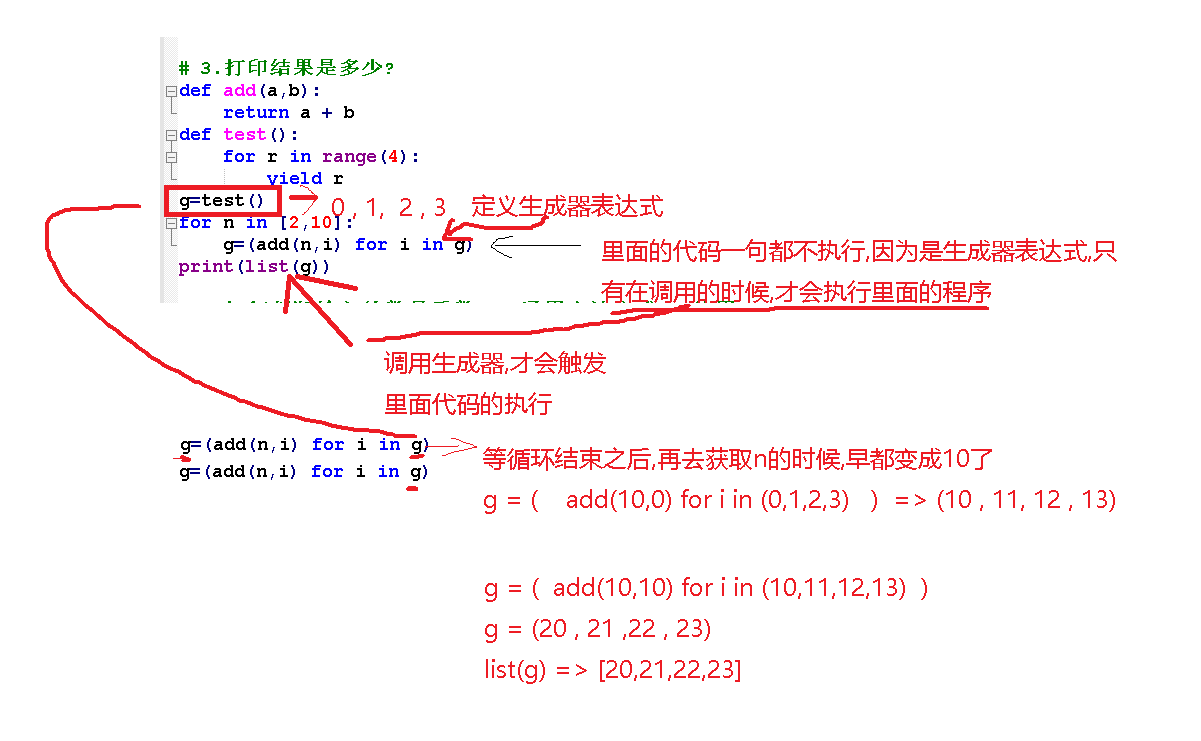 # 3.打印结果是多少?
def add(a,b):
return a + b
def test():
for r in range(4):
yield r
g=test()
0 , 1, 2 , 3 定义生成器表达式
for n in [2,10]:
g=(add(n,i) for i in g)
里面的代码一句都不执行,因为是生成器表达式,只
print(list(g))
有在调用的时候,才会执行里面的程序
调用生成器,才会触发
里面代码的执行
g=(add(n,i) for i in g)
等循环结束之后,再去获取n的时候,早都变成10了
g=(add(n,i) for i in g)
g = ( add(10,0) for i in (0,1,2,3) ) => (10 , 11, 12 , 13)
g = ( add(10,10) for i in (10,11,12,13) )
g = (20 , 21 ,22 , 23)
list(g) => [20,21,22,23]